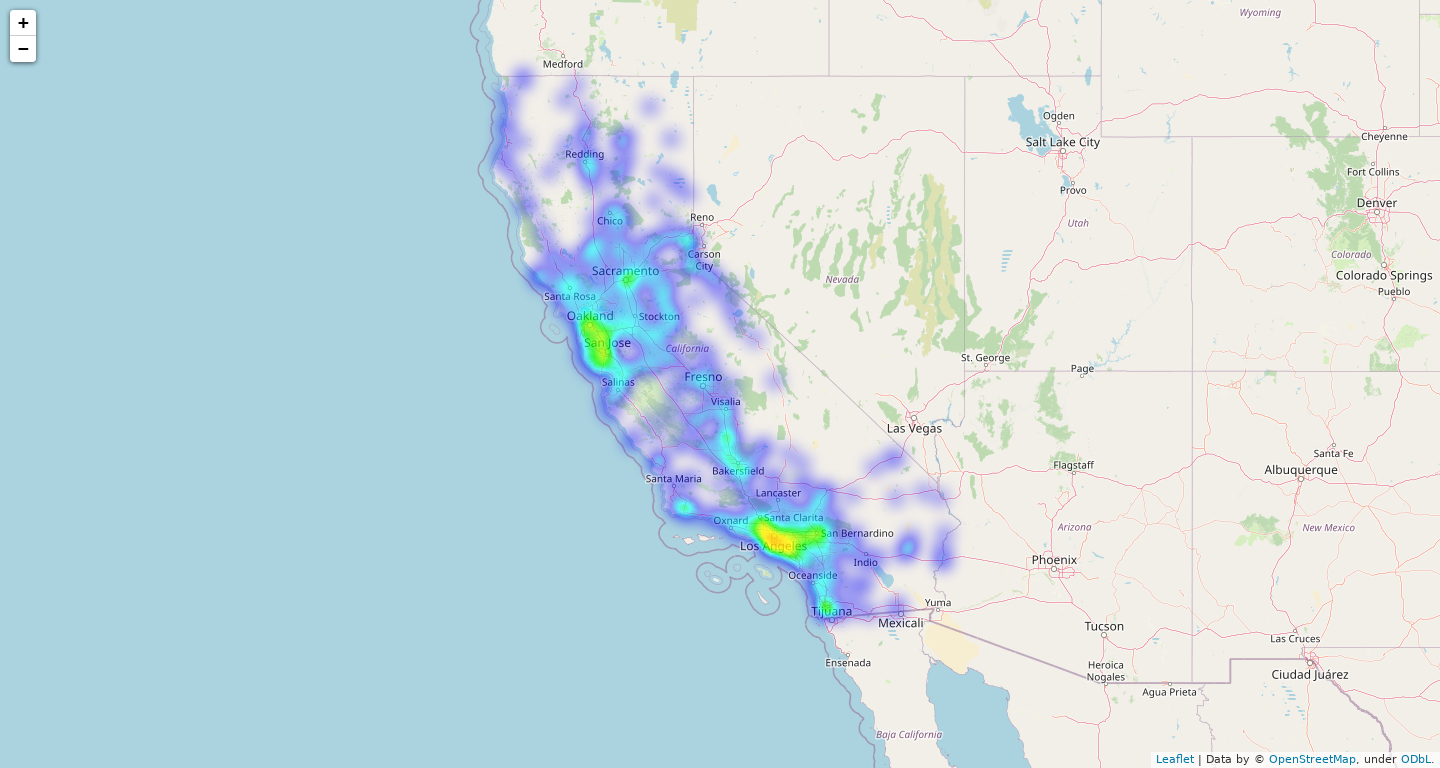 +
−
Wyoming
Medford
Ogden
Salt Lake City
Cheyenne
Redding
Fort Collins
Provo
Denver
Chico
Reno
Utah
Carson
City
Colorado
Sacramento
Nevada
Colorado Springs
Santa Rosa
Pueblo
Oakland
Stockton
San Jose
California
St. George
Page
Salinas
Fresno
Visalia
Las Vegas
Santa Fe
Flagstaff
Albuquerque
Bakersfield
Santa Maria
Lancaster
Oxnard
Santa Clarita
Arizona
New Mexico
San Bernardino
Los Angeles
Phoenix
Indio
Oceanside
Yuma
Tijuana
Mexicali
Tucson
Las Cruces
Ensenada
Heroica
Nogales
Ciudad Juárez
Agua Prieta
Baja California
Leaflet | Data by © OpenStreetMap, under ODbL.